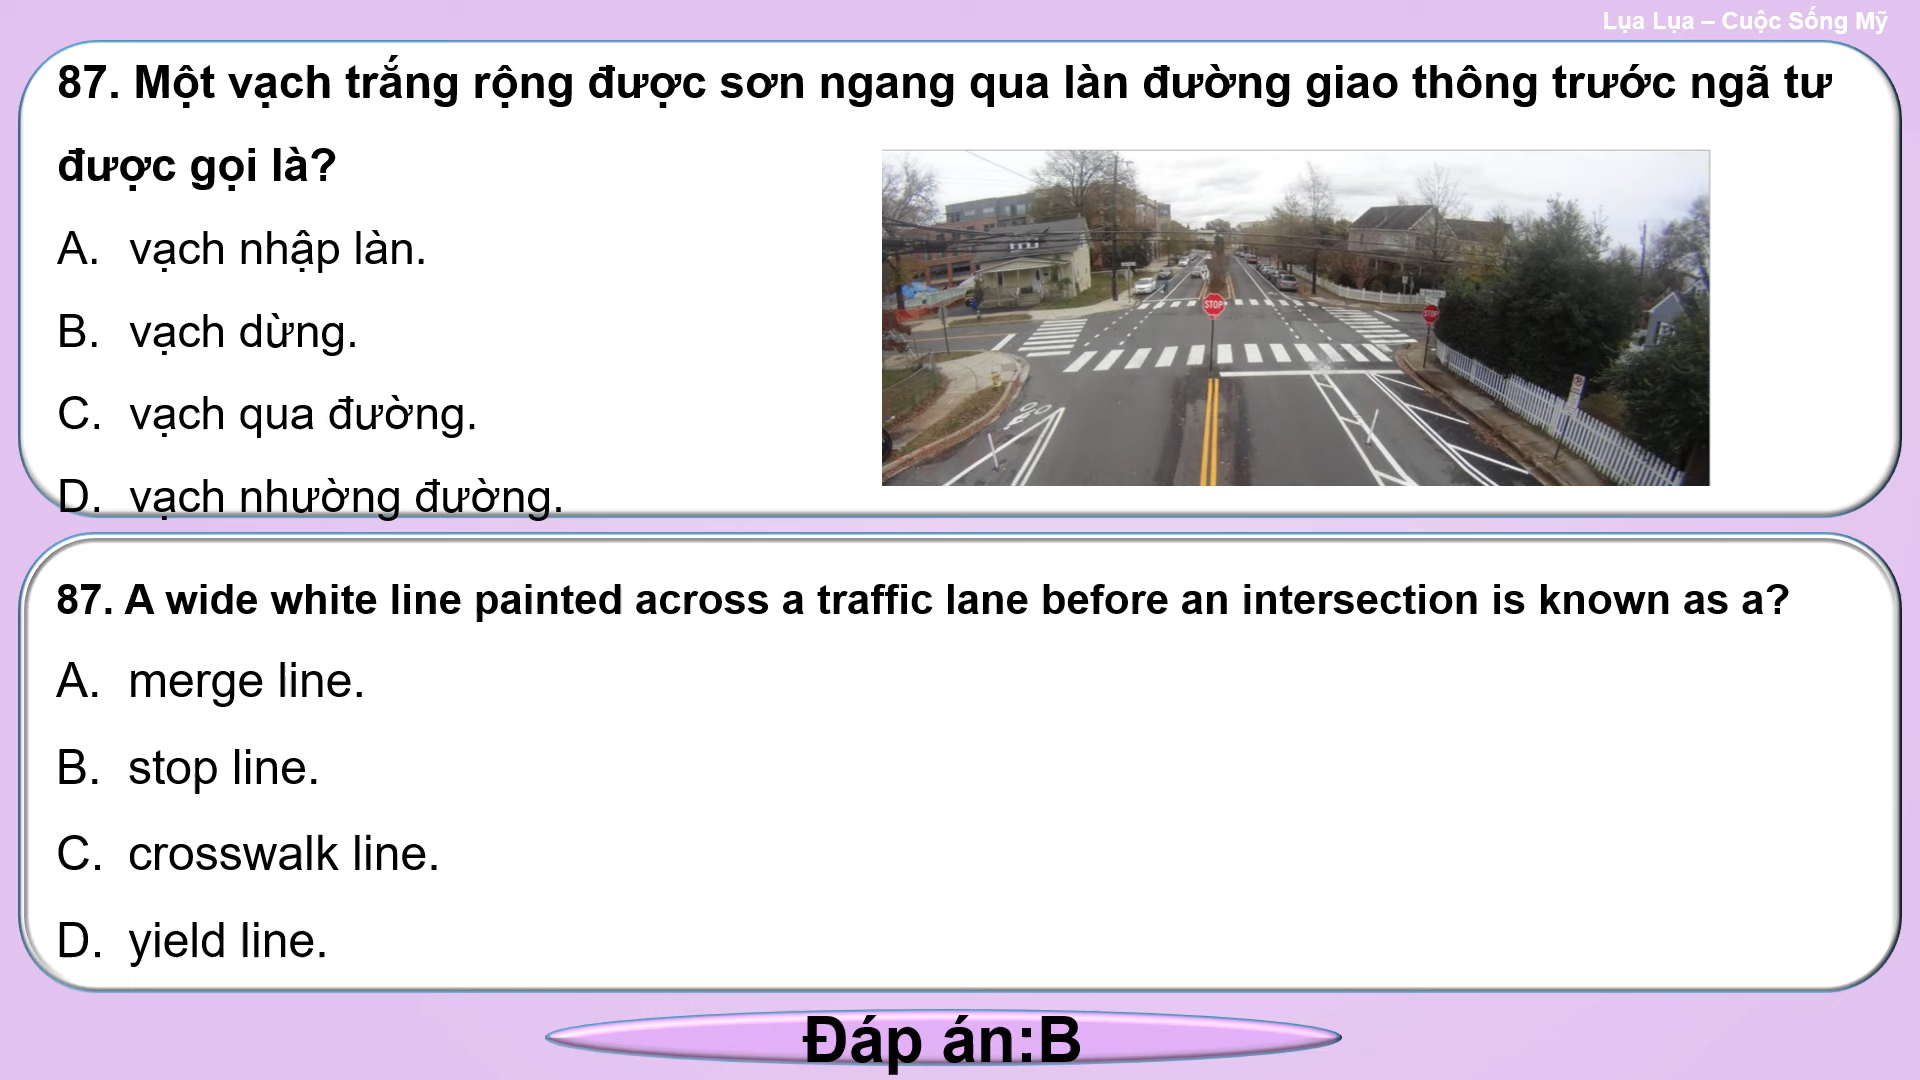 Lụa Lụa – Cuộc Sống Mỹ
87. Một vạch trắng rộng được sơn ngang qua làn đường giao thông trước ngã tư
được gọi là?
A. vạch nhập làn.
B. vạch dừng.
C. vạch qua đường.
D. vạch nhường đường.
STOP
STOP
87. A wide white line painted across a traffic lane before an intersection is known as a?
A. merge line.
B. stop line.
C. crosswalk line.
D. yield line.
Đáp án:B